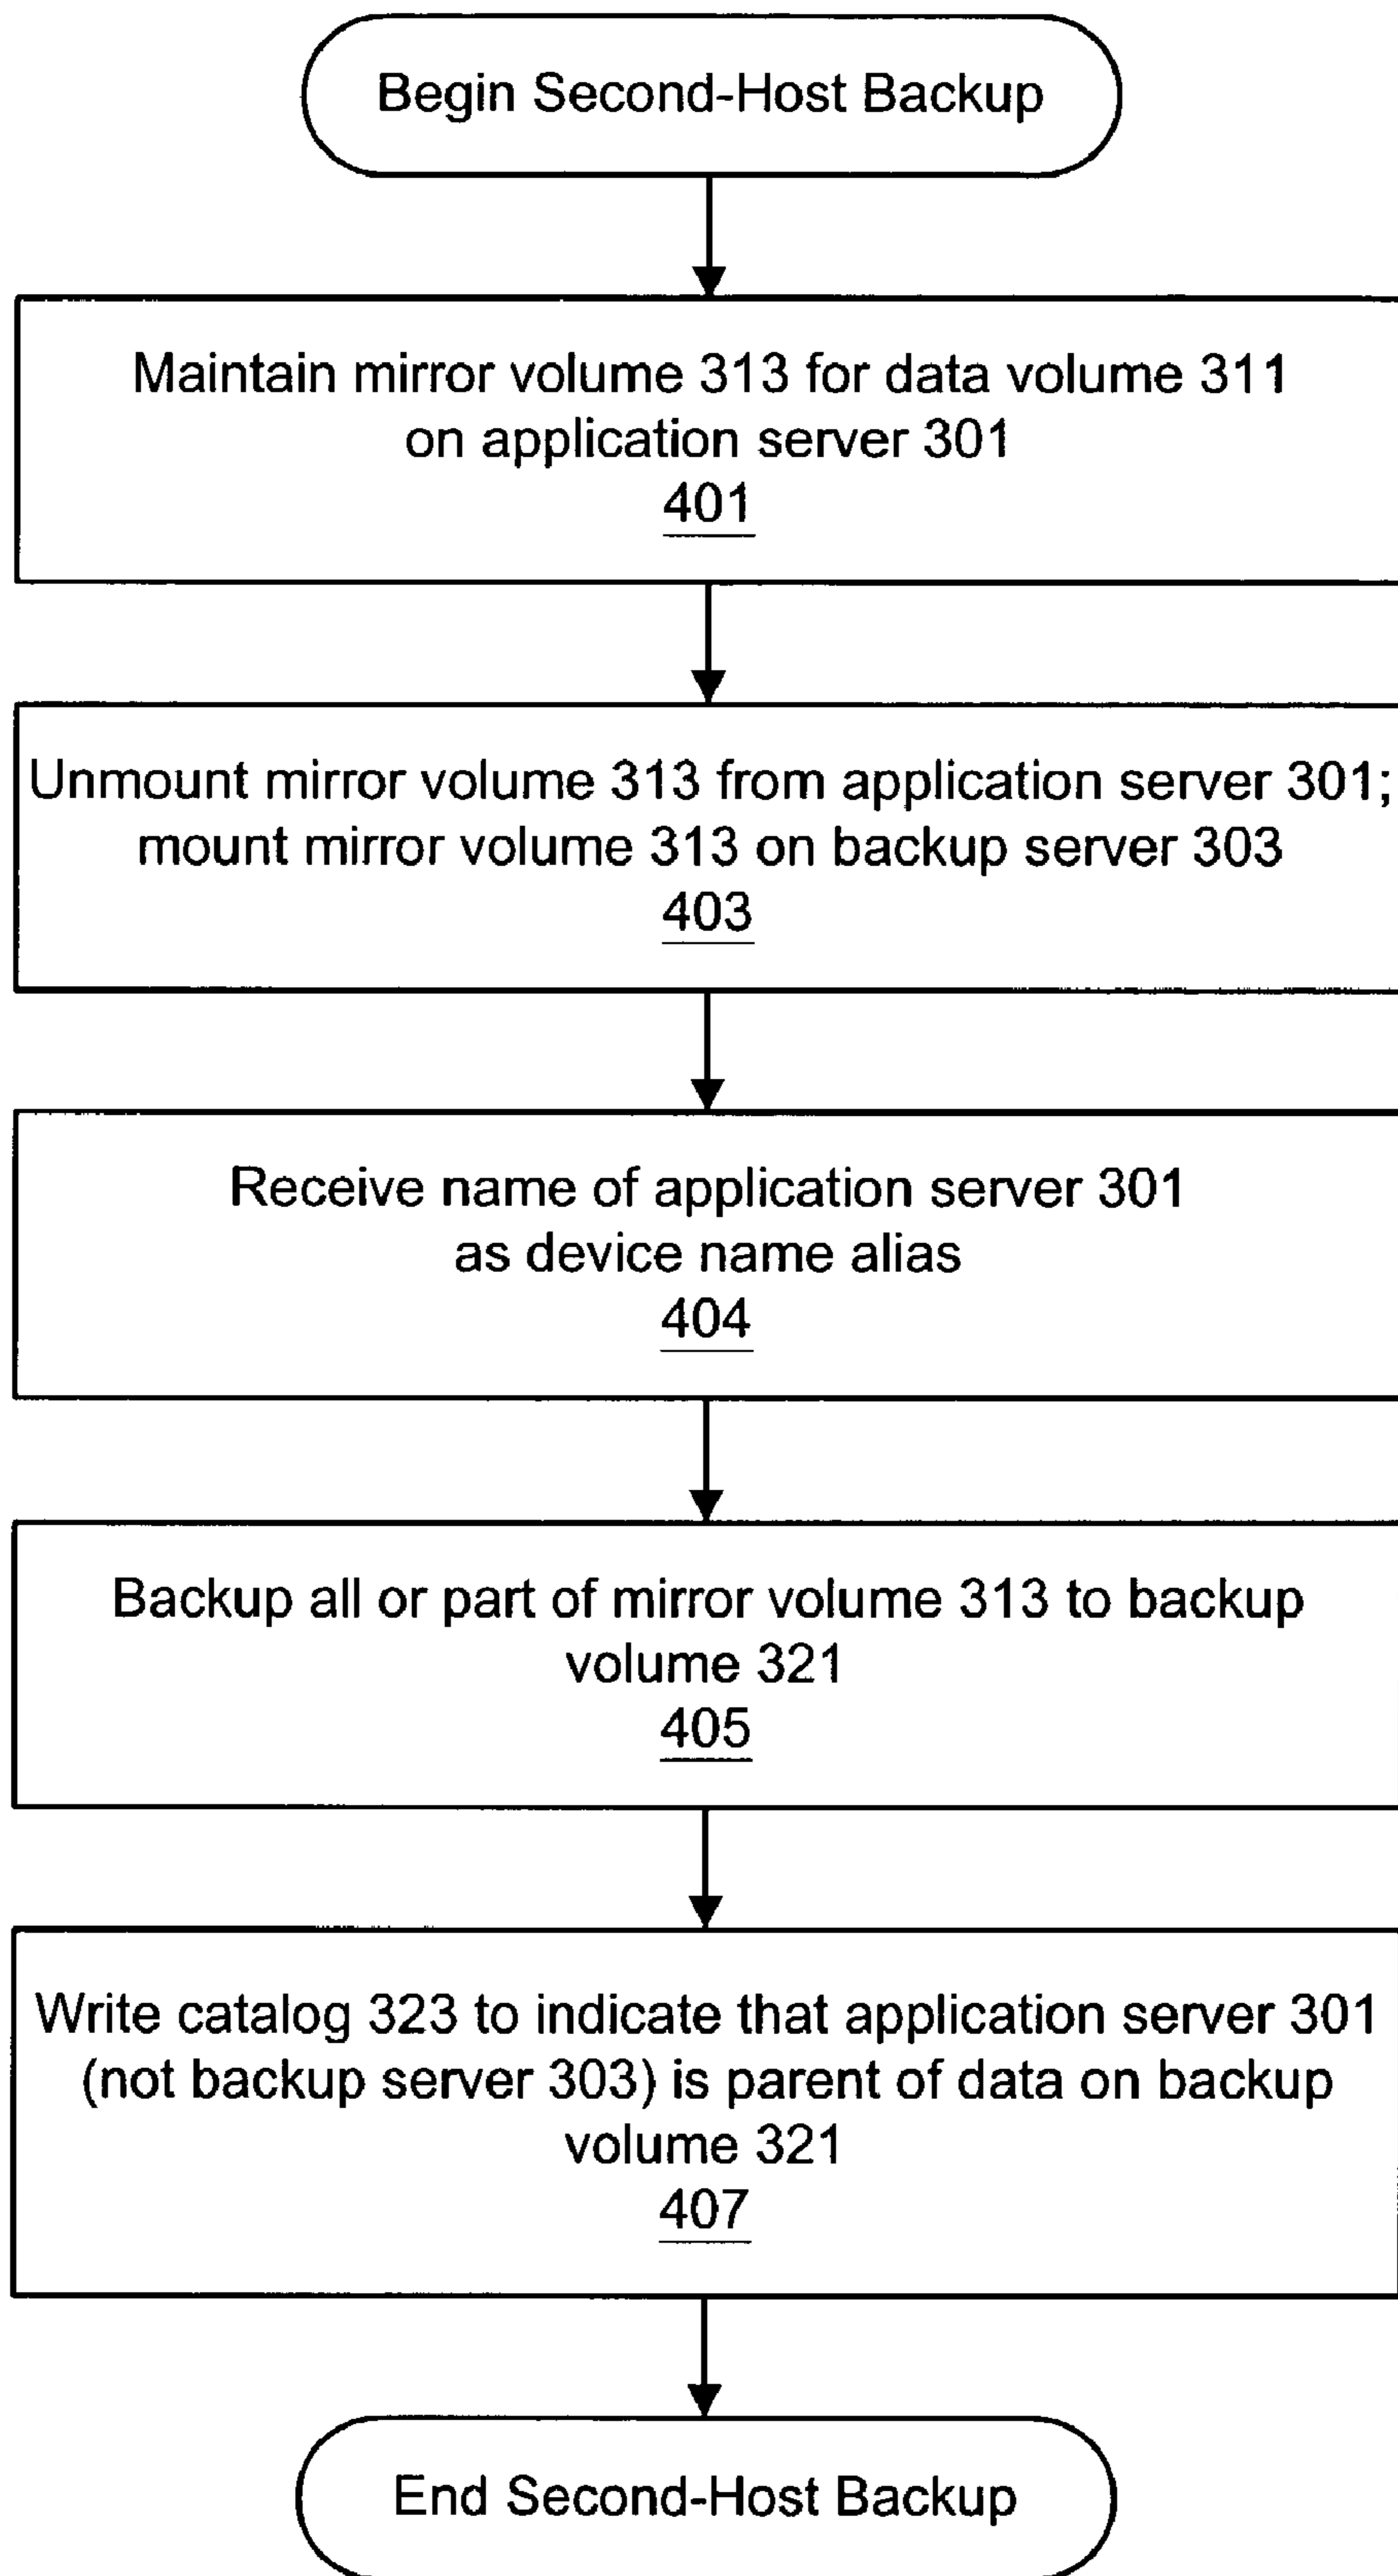 Begin Second-Host Backup
Maintain mirror volume 313 for data volume 311
on application server 301
401
Unmount mirror volume 313 from application server 301;
mount mirror volume 313 on backup server 303
403
Receive name of application server 301
as device name alias
404
Backup all or part of mirror volume 313 to backup
volume 321
405
Write catalog 323 to indicate that application server 301
(not backup server 303) is parent of data on backup
volume 321
407
End Second-Host Backup